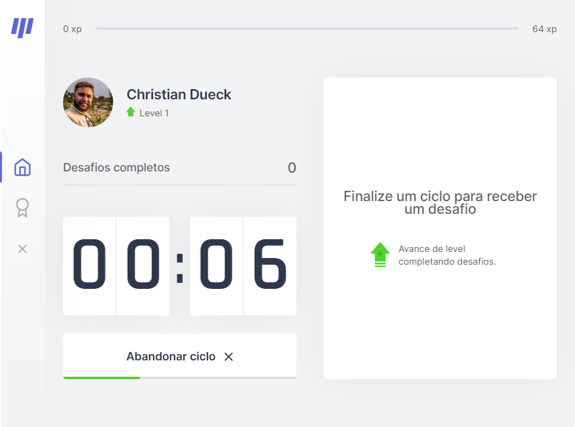 0 xp
64 xp
Christian Dueck
Level 1
Desafios completos
0
00:06
Abandonar ciclo
Finalize um ciclo para receber
um desafio
Avance de level
completando desafios.